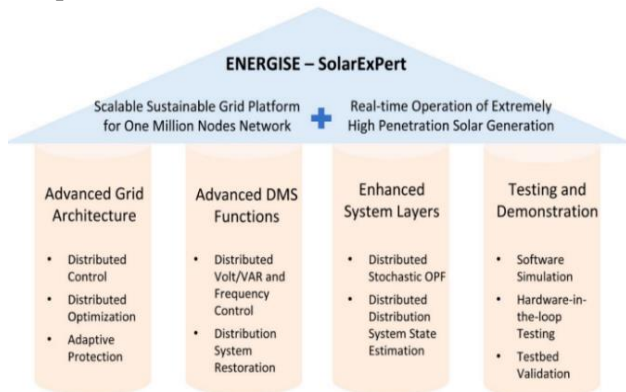 ENERGISE – SolarExPert
Scalable Sustainable Grid Platform
for One Million Nodes Network
+
Real-time Operation of Extremely
High Penetration Solar Generation
Advanced Grid
Architecture
• Distributed
Control
• Distributed
Optimization
• Adaptive
Protection
Advanced DMS
Functions
• Distributed
Volt/VAR and
Frequency
Control
• Distribution
System
Restoration
Enhanced
System Layers
• Distributed
Stochastic OPF
• Distributed
Distribution
System State
Estimation
Testing and
Demonstration
• Software
Simulation
• Hardware-in-
the-loop
Testing
• Testbed
Validation